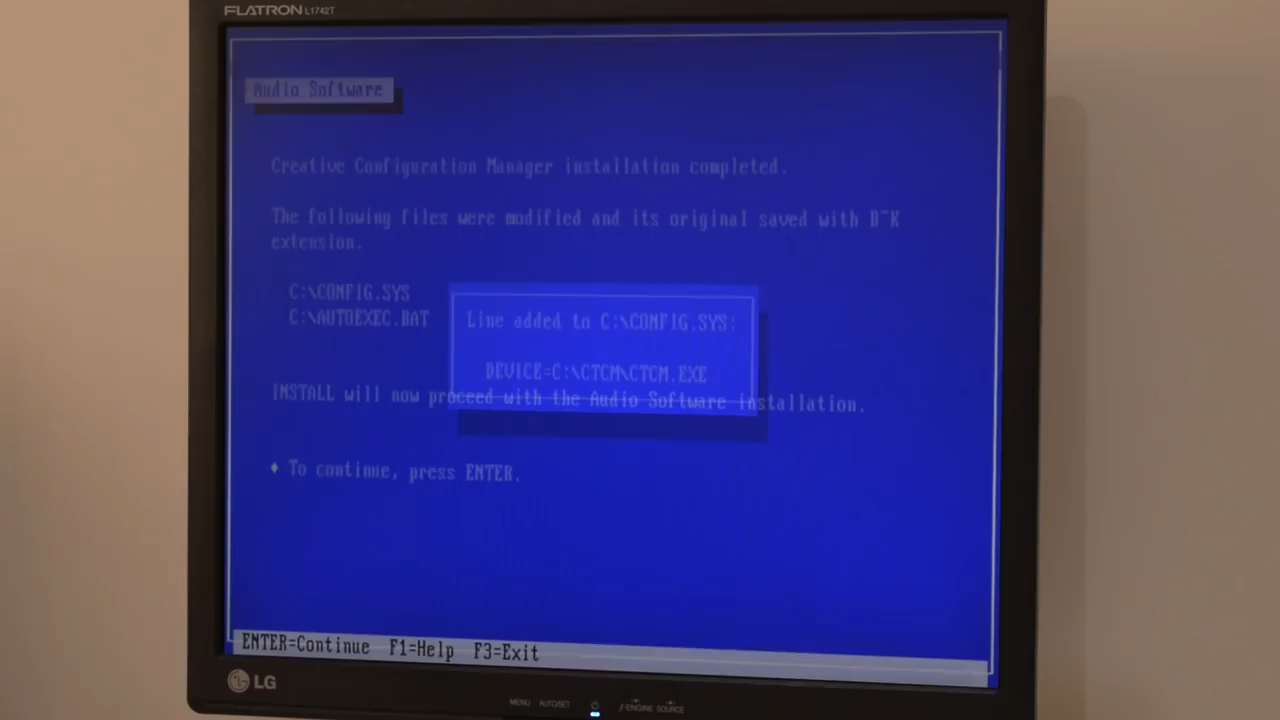 FLATRON L1742T
Audio Software
Creative Configuration Manager installation completed.
The following files were modified and its original saved with B~K
extension.
C:\CONFIG.SYS
C:\AUTOEXEC.BAT
Line added to C:\CONFIG.SYS:
DEVICE=C:\CTCM\CTCM.EXE
INSTALL will now proceed with the Audio Software installation.
♦ To continue, press ENTER.
ENTER=Continue F1=Help F3=Exit
LG
MENU AUTO/SET f-ENGINE SOURCE